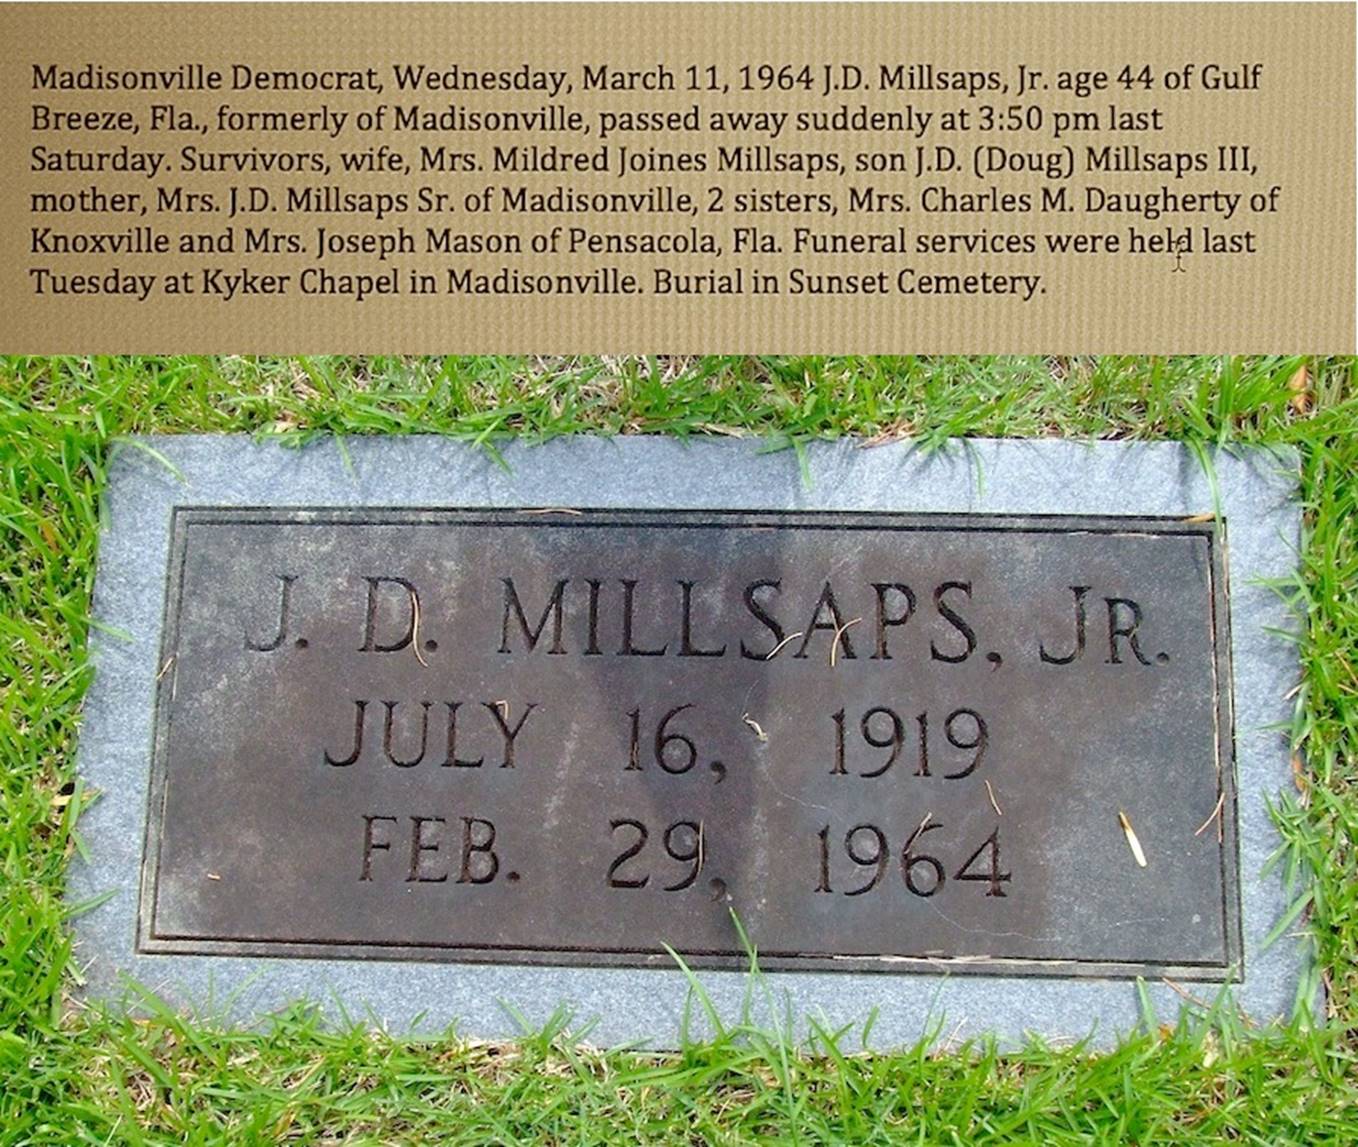 Madisonville Democrat, Wednesday, March 11, 1964 J.D. Millsaps, Jr. age 44 of Gulf
Breeze, Fla., formerly of Madisonville, passed away suddenly at 3:50 pm last
Saturday. Survivors, wife, Mrs. Mildred Joines Millsaps, son J.D. (Doug) Millsaps III,
mother, Mrs. J.D. Millsaps Sr. of Madisonville, 2 sisters, Mrs. Charles M. Daugherty of
Knoxville and Mrs. Joseph Mason of Pensacola, Fla. Funeral services were held last
Tuesday at Kyker Chapel in Madisonville. Burial in Sunset Cemetery.
J. D. MILLSAPS, JR.
JULY 16, 1919
FEB. 29, 1964